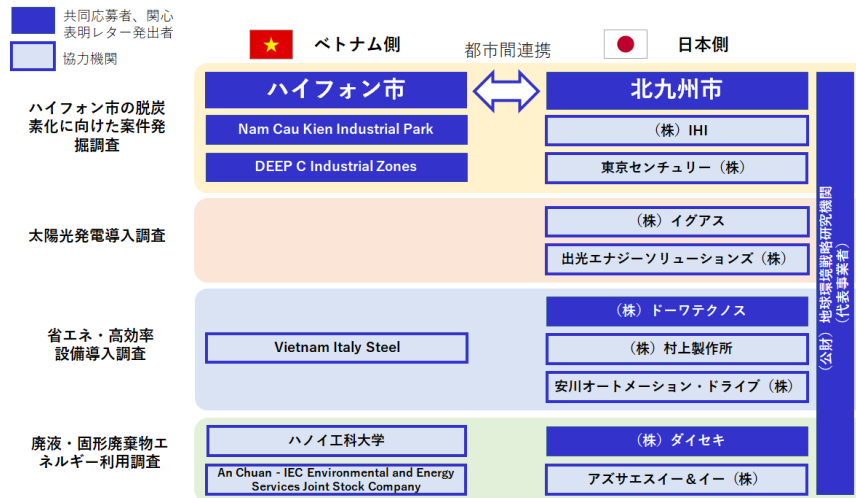 共同応募者、関心
表明レター発出者
協力機関
ベトナム側
都市間連携
日本側
ハイフォン市の脱炭
素化に向けた案件発
掘調査
ハイフォン市
北九州市
Nam Cau Kien Industrial Park
（株）IHI
DEEP C Industrial Zones
東京センチュリー（株）
太陽光発電導入調査
（株）イグアス
出光エナジーソリューションズ（株）
省エネ・高効率
設備導入調査
（株）ドーワテクノス
Vietnam Italy Steel
（株）村上製作所
安川オートメーション・ドライブ（株）
廃液・固形廃棄物エ
ネルギー利用調査
ハノイ工科大学
（株）ダイセキ
An Chuan - IEC Environmental and Energy
Services Joint Stock Company
アズサエスイー＆イー（株）
（公財）地球環境戦略研究機関
（代表事業者）